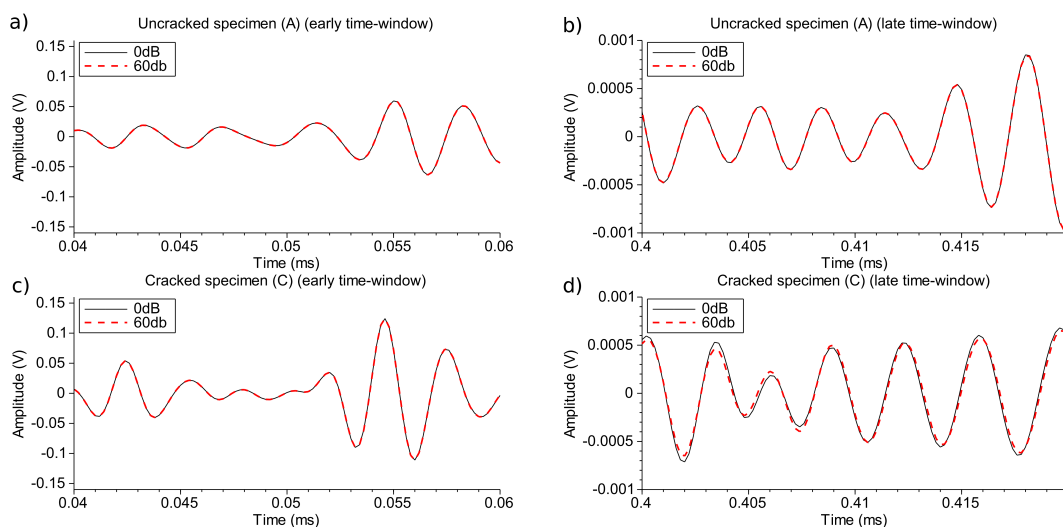 a)
Uncracked specimen (A) (early time-window)
0dB
60db
Amplitude (V)
0.15
0.1
0.05
0
-0.05
-0.1
-0.15
0.04
0.045
0.05
0.055
0.06
Time (ms)
b)
Uncracked specimen (A) (late time-window)
0dB
60db
Amplitude (V)
0.001
0.0005
0
-0.0005
-0.001
0.4
0.405
0.41
0.415
Time (ms)
c)
Cracked specimen (C) (early time-window)
0dB
60db
Amplitude (V)
0.15
0.1
0.05
0
-0.05
-0.1
-0.15
0.04
0.045
0.05
0.055
0.06
Time (ms)
d)
Cracked specimen (C) (late time-window)
0dB
60db
Amplitude (V)
0.001
0.0005
0
-0.0005
-0.001
0.4
0.405
0.41
0.415
Time (ms)